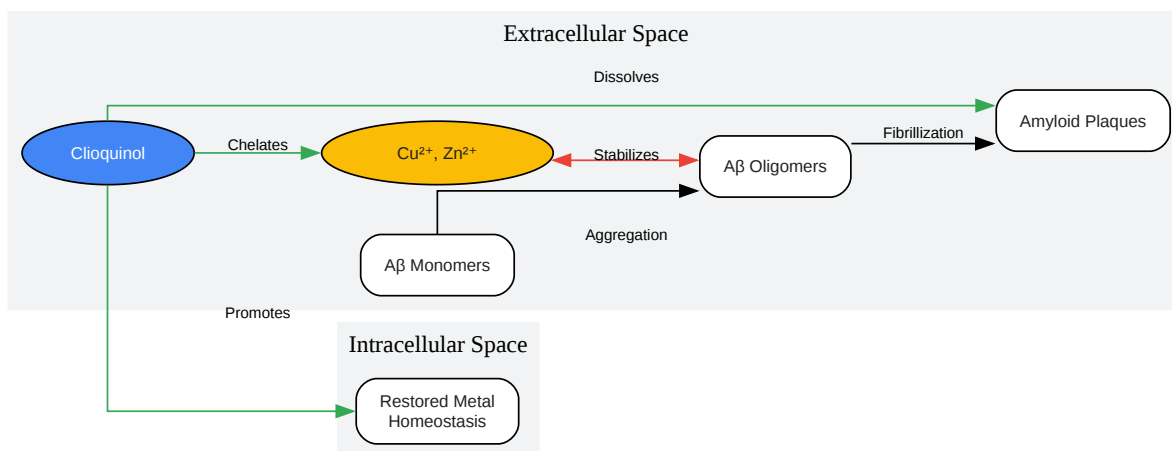 Extracellular Space
Dissolves
Amyloid Plaques
Fibrillization
Clioquinol
Chelates
Cu²⁺, Zn²⁺
Stabilizes
Aβ Oligomers
Aggregation
Aβ Monomers
Promotes
Intracellular Space
Restored Metal
Homeostasis